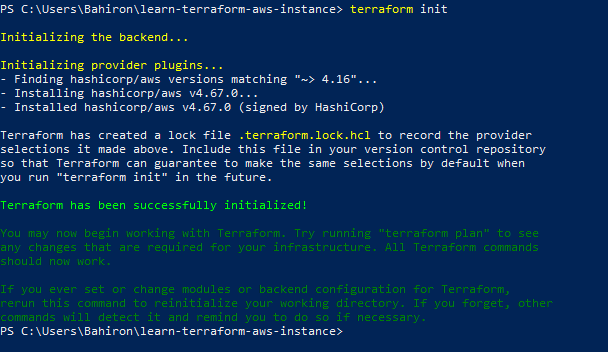 PS C:\Users\Bahiron\learn-terraform-aws-instance> terraform init
Initializing the backend...
Initializing provider plugins...
- Finding hashicorp/aws versions matching "~> 4.16"...
- Installing hashicorp/aws v4.67.0...
- Installed hashicorp/aws v4.67.0 (signed by HashiCorp)
Terraform has created a lock file .terraform.lock.hcl to record the provider
selections it made above. Include this file in your version control repository
so that Terraform can guarantee to make the same selections by default when
you run "terraform init" in the future.
Terraform has been successfully initialized!
You may now begin working with Terraform. Try running "terraform plan" to see
any changes that are required for your infrastructure. All Terraform commands
should now work.
If you ever set or change modules or backend configuration for Terraform,
rerun this command to reinitialize your working directory. If you forget, other
commands will detect it and remind you to do so if necessary.
PS C:\Users\Bahiron\learn-terraform-aws-instance>